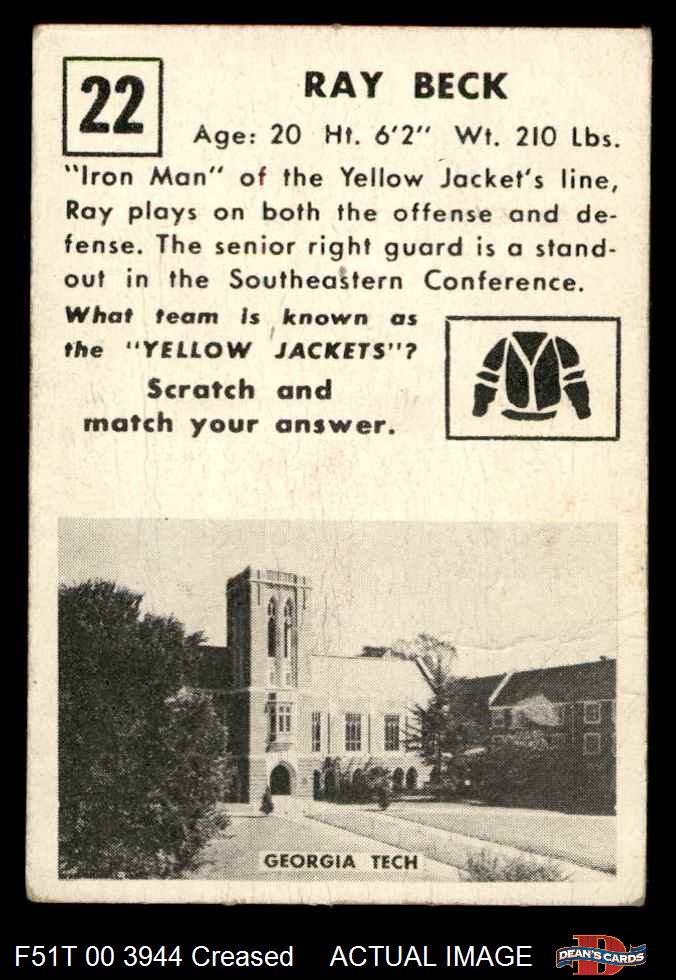 22
RAY BECK
Age: 20 Ht. 6'2" Wt. 210 Lbs.
"Iron Man" of the Yellow Jacket's line,
Ray plays on both the offense and de-
fense. The senior right guard is a stand-
out in the Southeastern Conference.
What team is known as
the "YELLOW JACKETS"?
Scratch and
match your answer.
GEORGIA TECH
F51T 00 3944 Creased ACTUAL IMAGE
DEAN'S CARDS